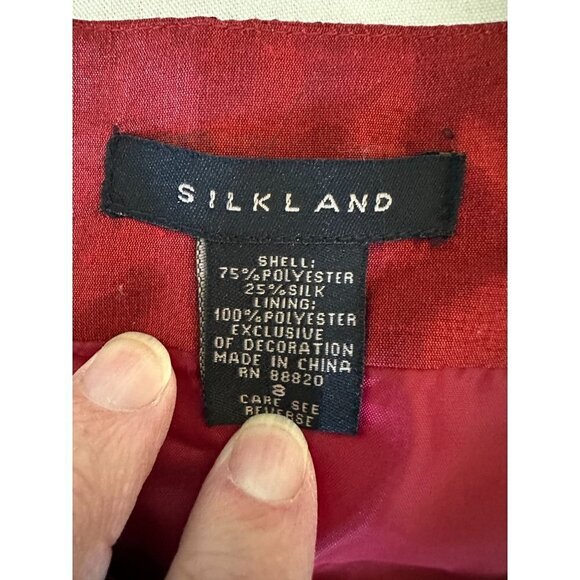 SILKLAND
SHELL:
75%POLYESTER
25%SILK
LINING:
100%POLYESTER
EXCLUSIVE
OF DECORATION
MADE IN CHINA
RN 88820
8
CARE SEE
REVERSE